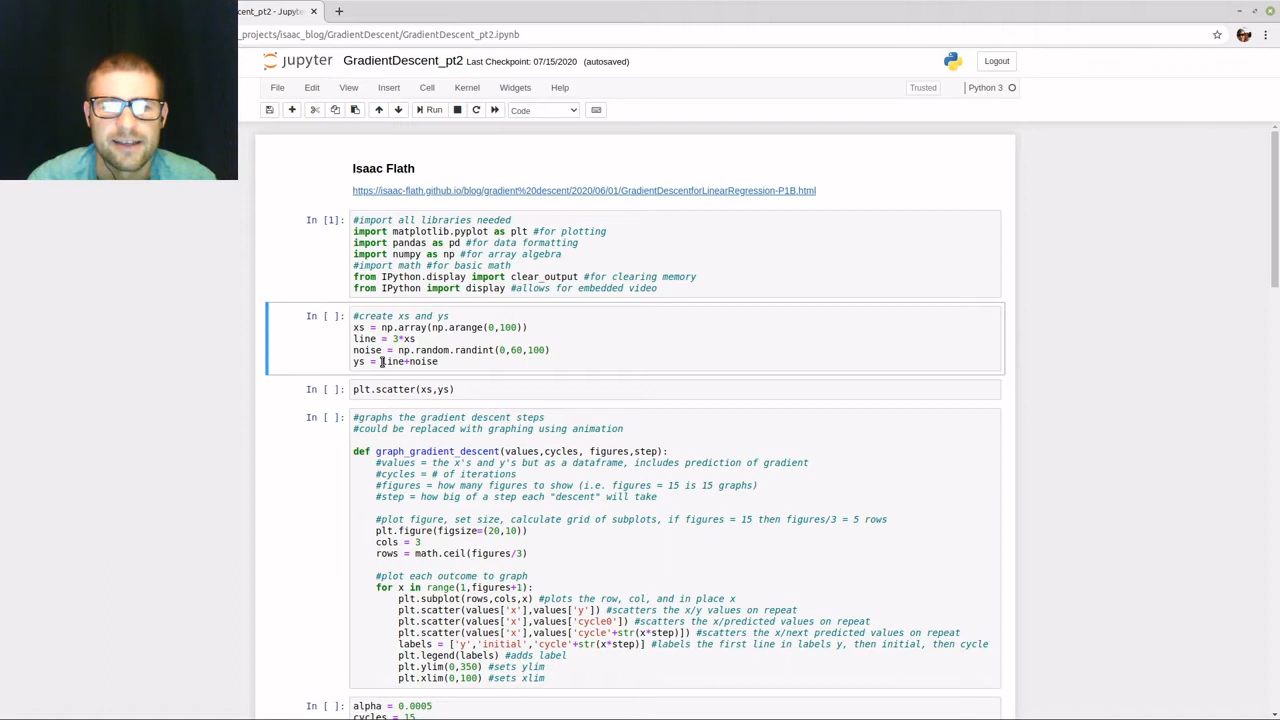 cent_pt2 - Jupyte
_projects/isaac_blog/GradientDescent/GradientDescent_pt2.ipynb
jupyter GradientDescent_pt2 Last Checkpoint: 07/15/2020 (autosaved)
Logout
File Edit View Insert Cell Kernel Widgets Help
Trusted
Python 3
Run
Code
Isaac Flath
https://isaac-flath.github.io/blog/gradient%20descent/2020/06/01/GradientDescentforLinearRegression-P1B.html
In [1]:
#import all libraries needed
import matplotlib.pyplot as plt #for plotting
import pandas as pd #for data formatting
import numpy as np #for array algebra
#import math #for basic math
from IPython.display import clear_output #for clearing memory
from IPython import display #allows for embedded video
In [ ]:
#create xs and ys
xs = np.array(np.arange(0,100))
line = 3*xs
noise = np.random.randint(0,60,100)
ys = line+noise
In [ ]:
plt.scatter(xs,ys)
In [ ]:
#graphs the gradient descent steps
#could be replaced with graphing using animation
def graph_gradient_descent(values,cycles, figures,step):
#values = the x's and y's but as a dataframe, includes prediction of gradient
#cycles = # of iterations
#figures = how many figures to show (i.e. figures = 15 is 15 graphs)
#step = how big of a step each "descent" will take
#plot figure, set size, calculate grid of subplots, if figures = 15 then figures/3 = 5 rows
plt.figure(figsize=(20,10))
cols = 3
rows = math.ceil(figures/3)
#plot each outcome to graph
for x in range(1,figures+1):
plt.subplot(rows,cols,x) #plots the row, col, and in place x
plt.scatter(values['x'],values['y']) #scatters the x/y values on repeat
plt.scatter(values['x'],values['cycle0']) #scatters the x/predicted values on repeat
plt.scatter(values['x'],values['cycle'+str(x*step)]) #scatters the x/next predicted values on repeat
labels = ['y','initial','cycle'+str(x*step)] #labels the first line in labels y, then initial, then cycle
plt.legend(labels) #adds label
plt.ylim(0,350) #sets ylim
plt.xlim(0,100) #sets xlim
In [ ]:
alpha = 0.0005
cycles = 15